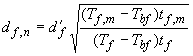 d_{f,n} = d'_f \sqrt{\frac{(T_{f,m} - T_{bf}) t_{f,m}}{(T_f - T_{bf}) t_f}}